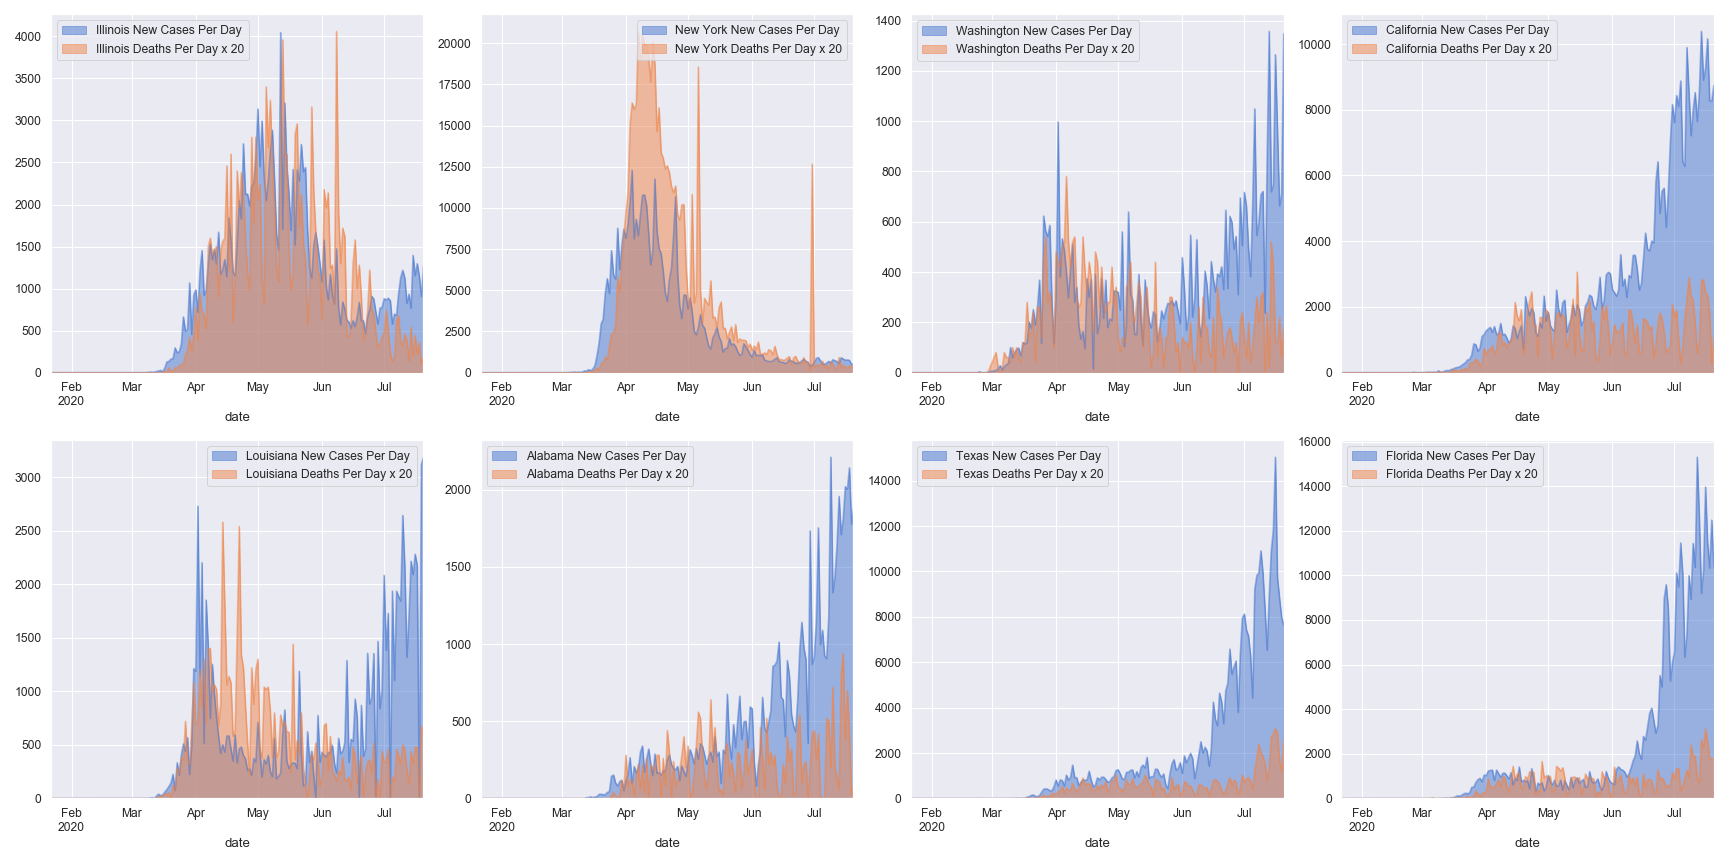 Illinois New Cases Per Day
Illinois Deaths Per Day x 20
4000
3500
3000
2500
2000
1500
1000
500
0
Feb Mar Apr May Jun Jul
2020
date
New York New Cases Per Day
New York Deaths Per Day x 20
20000
17500
15000
12500
10000
7500
5000
2500
0
Feb Mar Apr May Jun Jul
2020
date
Washington New Cases Per Day
Washington Deaths Per Day x 20
1400
1200
1000
800
600
400
200
0
Feb Mar Apr May Jun Jul
2020
date
California New Cases Per Day
California Deaths Per Day x 20
10000
8000
6000
4000
2000
0
Feb Mar Apr May Jun Jul
2020
date
Louisiana New Cases Per Day
Louisiana Deaths Per Day x 20
3000
2500
2000
1500
1000
500
0
Feb Mar Apr May Jun Jul
2020
date
Alabama New Cases Per Day
Alabama Deaths Per Day x 20
2000
1500
1000
500
0
Feb Mar Apr May Jun Jul
2020
date
Texas New Cases Per Day
Texas Deaths Per Day x 20
14000
12000
10000
8000
6000
4000
2000
0
Feb Mar Apr May Jun Jul
2020
date
Florida New Cases Per Day
Florida Deaths Per Day x 20
16000
14000
12000
10000
8000
6000
4000
2000
0
Feb Mar Apr May Jun Jul
2020
date